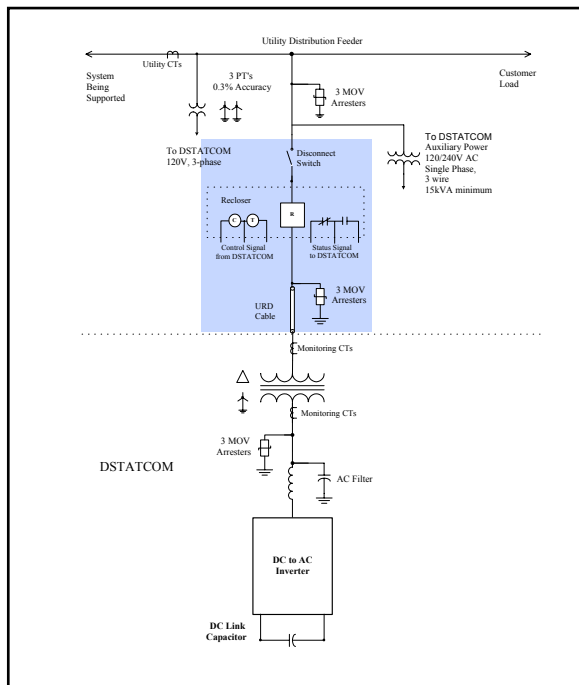 Utility Distribution Feeder
Utility CTs
System
Being
Supported
3 PT's
0.3% Accuracy
3 MOV
Arresters
Customer
Load
To DSTATCOM
120V, 3-phase
Disconnect
Switch
To DSTATCOM
Auxiliary Power
120/240V AC
Single Phase,
3 wire
15kVA minimum
Recloser
R
C
T
Control Signal
from DSTATCOM
Status Signal
to DSTATCOM
URD
Cable
3 MOV
Arresters
Monitoring CTs
Monitoring CTs
3 MOV
Arresters
DSTATCOM
AC Filter
DC to AC
Inverter
DC Link
Capacitor